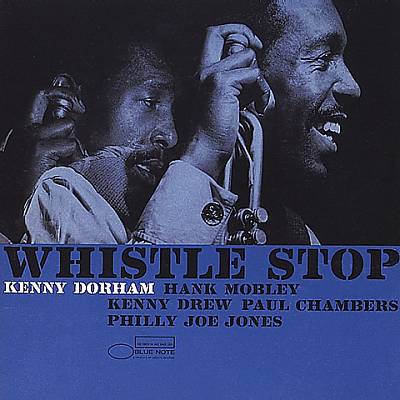 WHISTLE STOP
KENNY DORHAM HANK MOBLEY
KENNY DREW PAUL CHAMBERS
PHILLY JOE JONES
BLUE NOTE